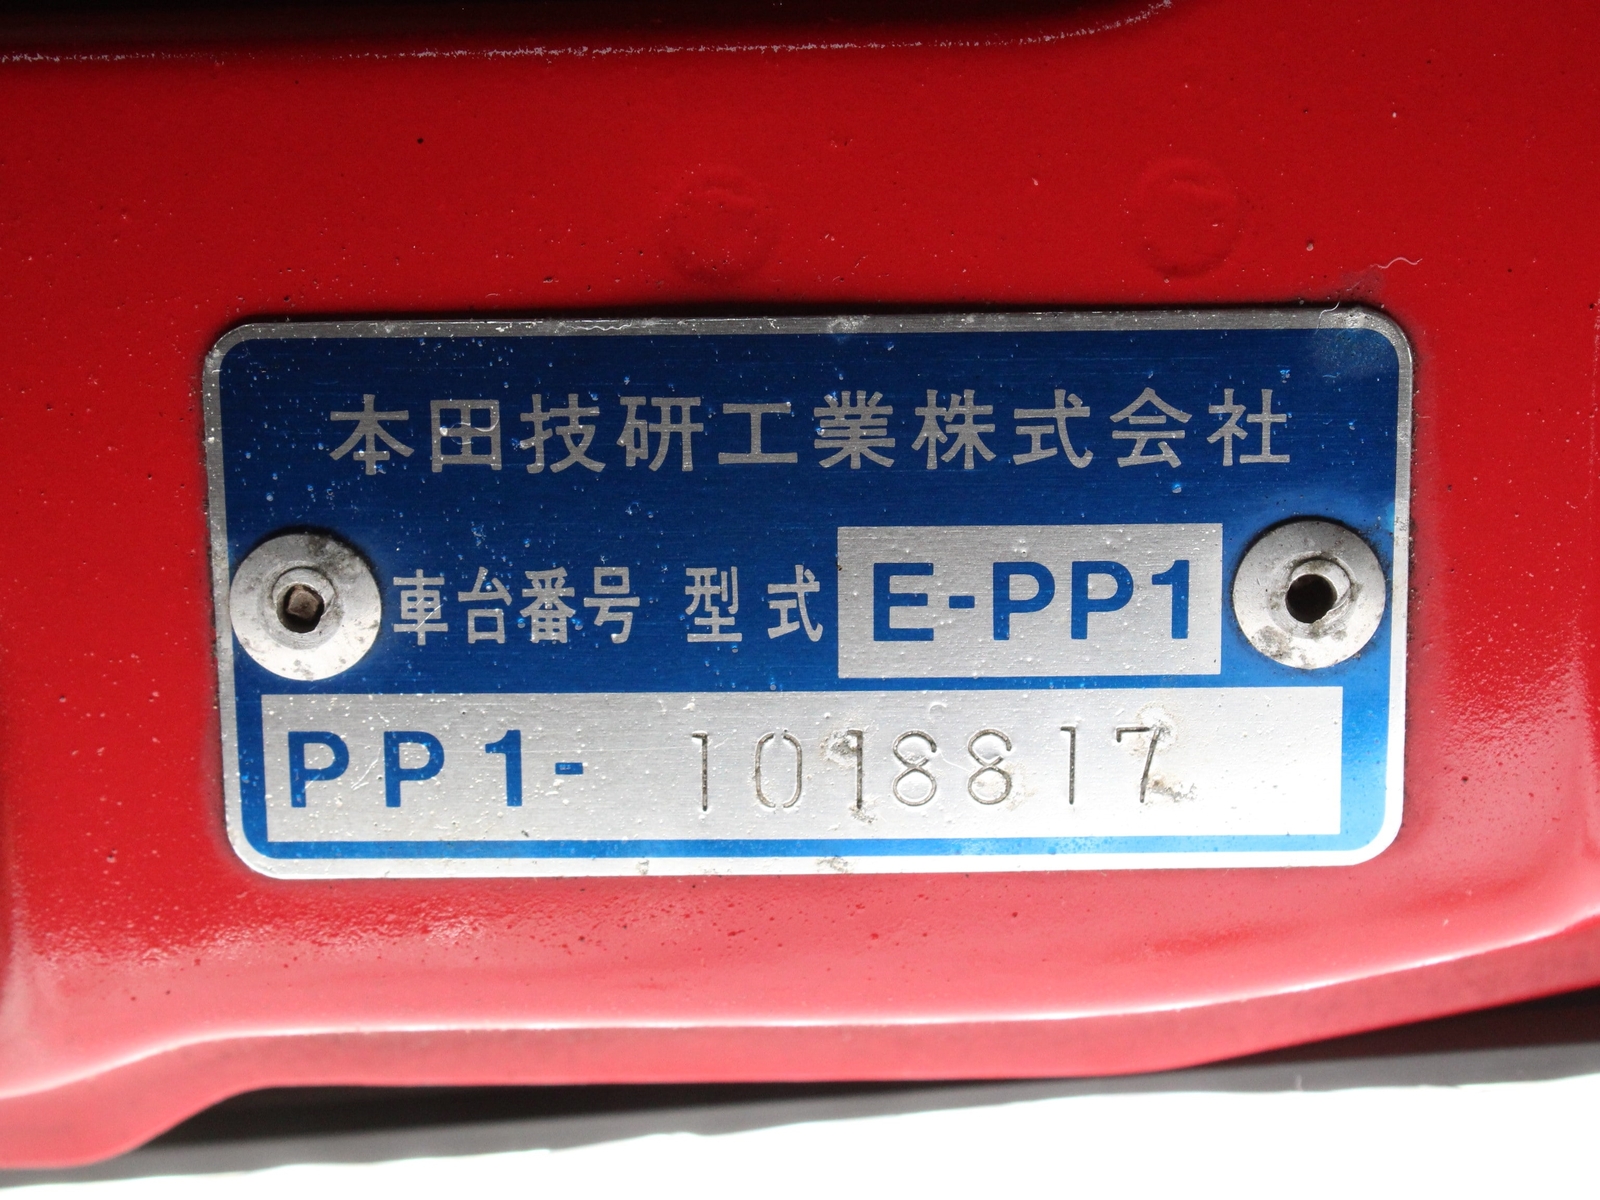 本田技研工業株式会社
車台番号 型式 E-PP1
PP1- 1018817